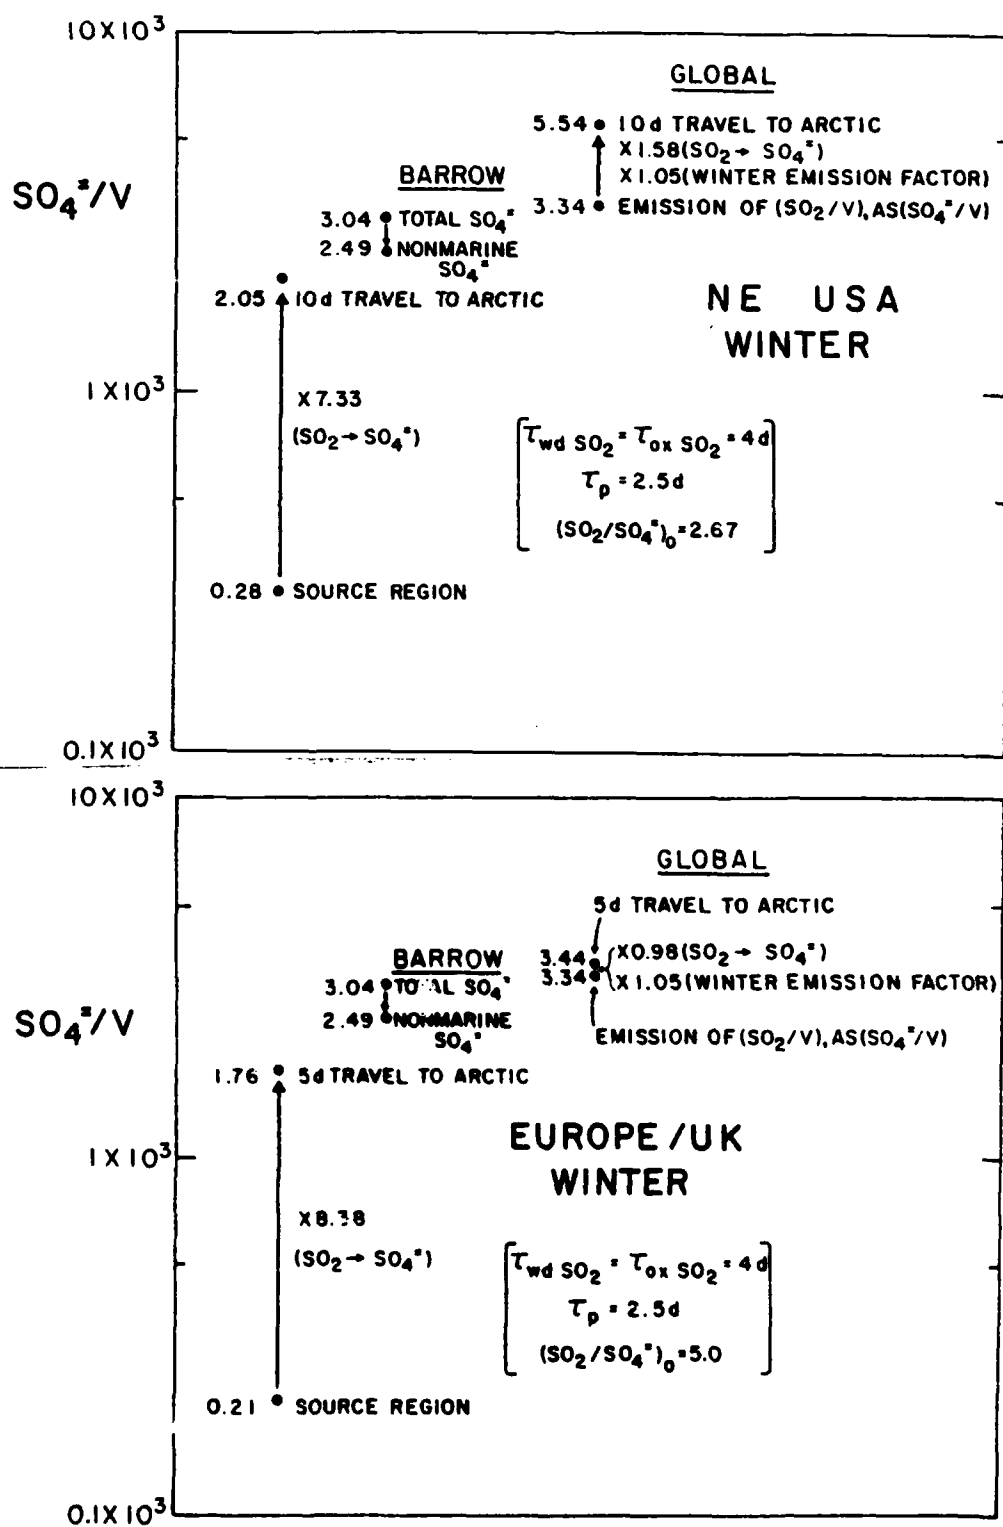 10X10³
GLOBAL
5.54 10d TRAVEL TO ARCTIC
X1.58(SO₂→ SO₄⁼)
X1.05(WINTER EMISSION FACTOR)
3.34 EMISSION OF (SO₂/V), AS(SO₄⁼/V)
BARROW
SO₄⁼/V
3.04 TOTAL SO₄⁼
2.49 NONMARINE
SO₄⁼
2.05 10d TRAVEL TO ARCTIC
NE USA
WINTER
1X10³
X7.33
(SO₂→SO₄⁼)
τwd SO₂ = τox SO₂ = 4d
τp = 2.5d
(SO₂/SO₄⁼)₀=2.67
0.28 SOURCE REGION
0.1X10³
10X10³
GLOBAL
5d TRAVEL TO ARCTIC
3.44 X0.98(SO₂→ SO₄⁼)
3.34 X1.05(WINTER EMISSION FACTOR)
EMISSION OF(SO₂/V), AS(SO₄⁼/V)
BARROW
3.04 TOTAL SO₄⁼
SO₄⁼/V
2.49 NONMARINE
SO₄⁼
1.76 5d TRAVEL TO ARCTIC
EUROPE/UK
WINTER
1X10³
X8.38
(SO₂→ SO₄⁼)
τwd SO₂ = τox SO₂ = 4d
τp = 2.5d
(SO₂/SO₄⁼)₀=5.0
0.21 SOURCE REGION
0.1X10³